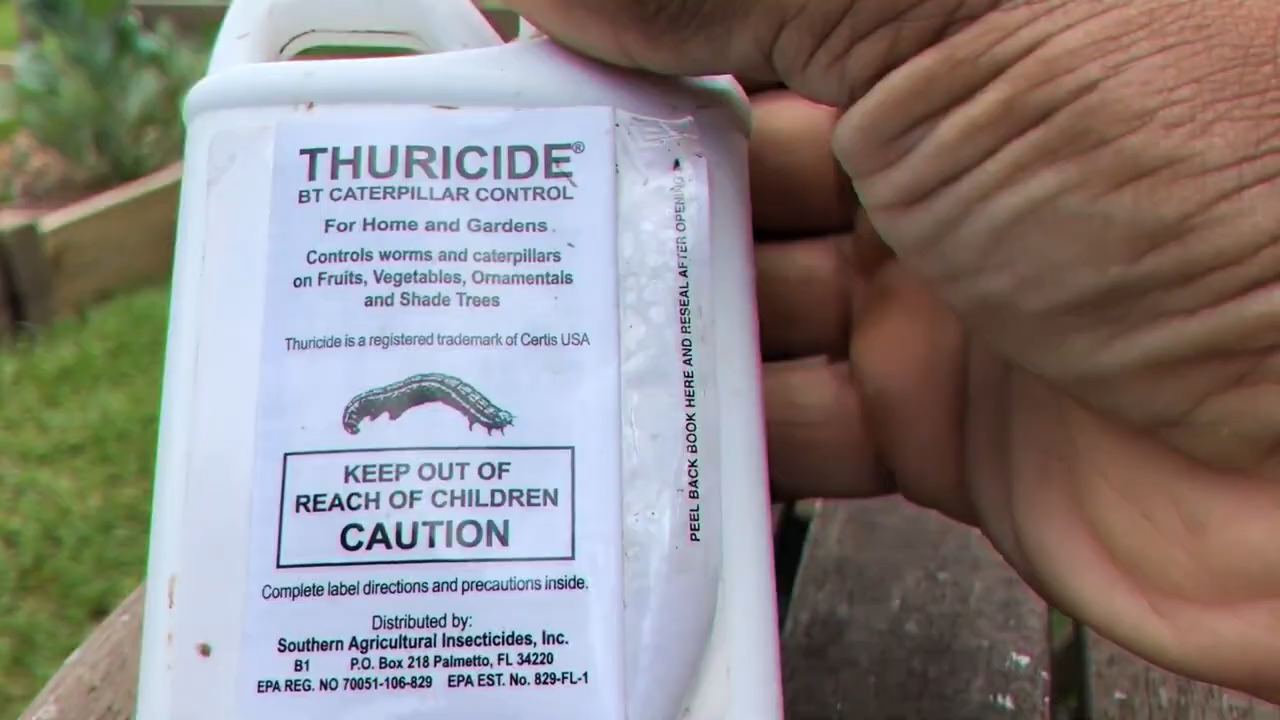 THURICIDE®
BT CATERPILLAR CONTROL
For Home and Gardens
Controls worms and caterpillars
on Fruits, Vegetables, Ornamentals
and Shade Trees
Thuricide is a registered trademark of Certis USA
KEEP OUT OF
REACH OF CHILDREN
CAUTION
Complete label directions and precautions inside.
Distributed by:
Southern Agricultural Insecticides, Inc.
B1 P.O. Box 218 Palmetto, FL 34220
EPA REG. NO 70051-106-829 EPA EST. No. 829-FL-1
PEEL BACK BOOK HERE AND RESEAL AFTER OPENING